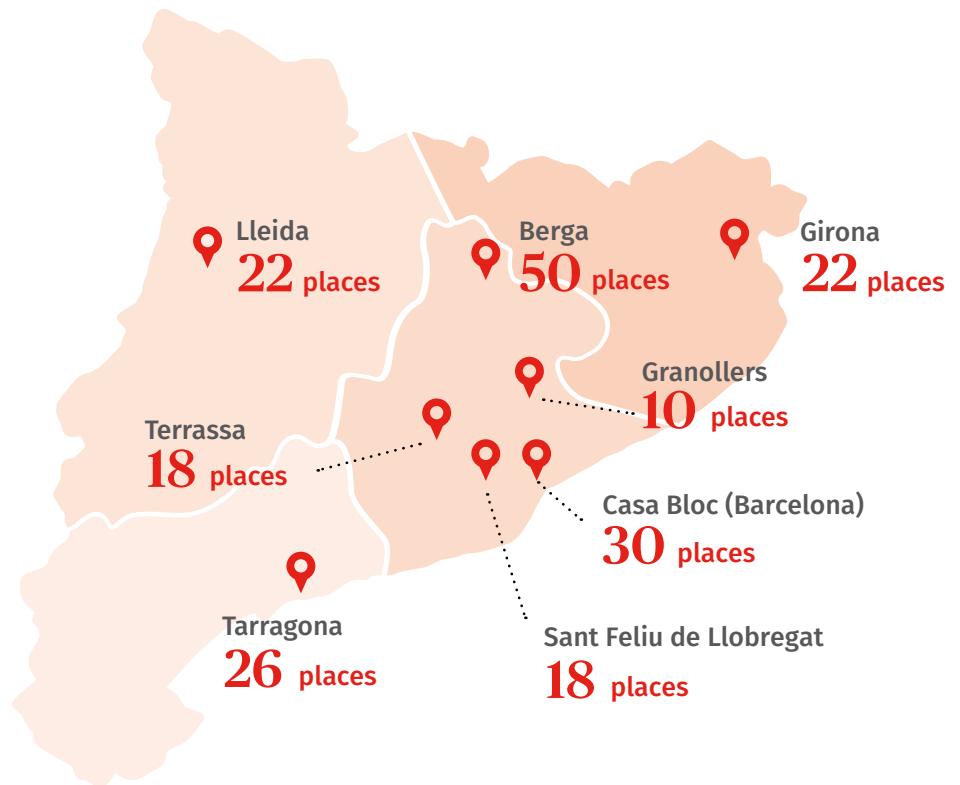 Lleida
22 places
Berga
50 places
Girona
22 places
Granollers
10 places
Terrassa
18 places
Casa Bloc (Barcelona)
30 places
Tarragona
26 places
Sant Feliu de Llobregat
18 places